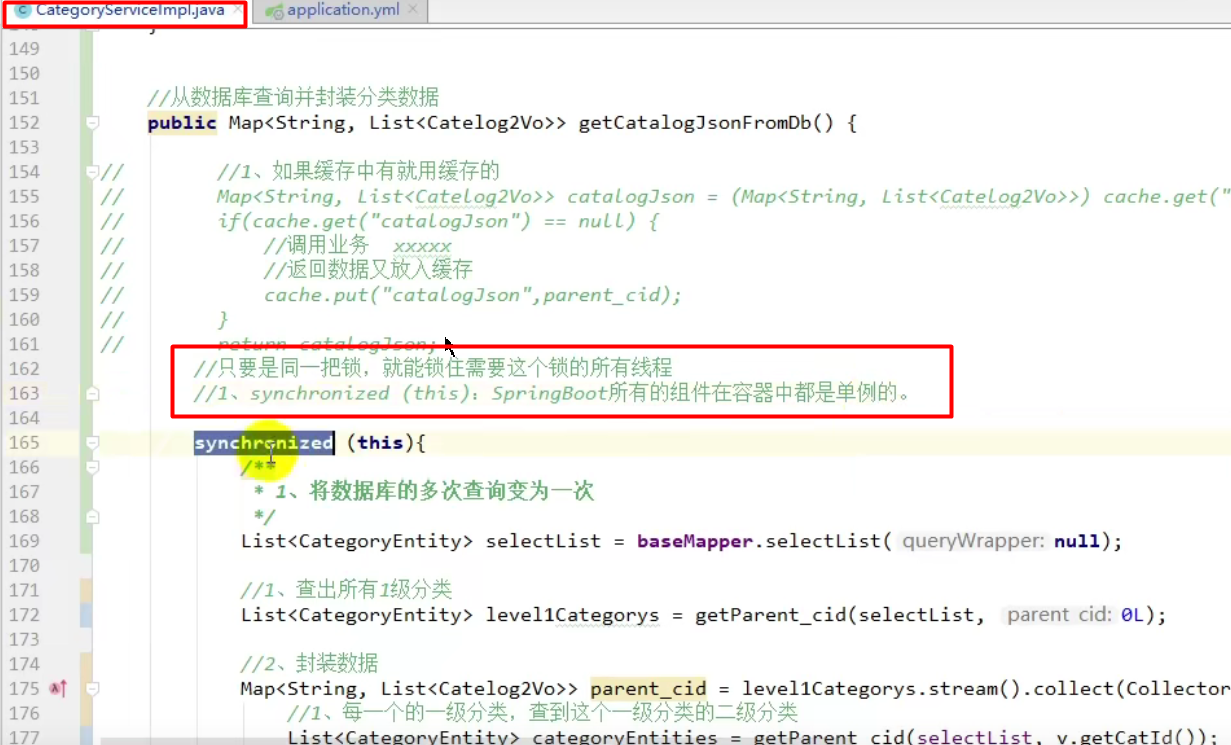 CategoryServiceImpl.java application.yml
149
150
151 //从数据库查询并封装分类数据
152 public Map<String, List<Catelog2Vo>> getCatalogJsonFromDb() {
153
154 // //1、如果缓存中有就用缓存的
155 // Map<String, List<Catelog2Vo>> catalogJson = (Map<String, List<Catelog2Vo>>) cache.get("
156 // if(cache.get("catalogJson") == null) {
157 // //调用业务 xxxxx
158 // //返回数据又放入缓存
159 // cache.put("catalogJson",parent_cid);
160 // }
161 // return catalogJson;
162 //只要是同一把锁，就能锁住需要这个锁的所有线程
163 //1、synchronized (this)：SpringBoot所有的组件在容器中都是单例的。
164
165 synchronized (this){
166 /**
167 * 1、将数据库的多次查询变为一次
168 */
169 List<CategoryEntity> selectList = baseMapper.selectList( queryWrapper: null);
170
171 //1、查出所有1级分类
172 List<CategoryEntity> level1Categorys = getParent_cid(selectList, parent cid: 0L);
173
174 //2、封装数据
175 Map<String, List<Catelog2Vo>> parent_cid = level1Categorys.stream().collect(Collector
176 //1、每一个的一级分类，查到这个一级分类的二级分类
177 List<CategoryEntity> categoryEntities = getParent_cid(selectList, v.getCatId());